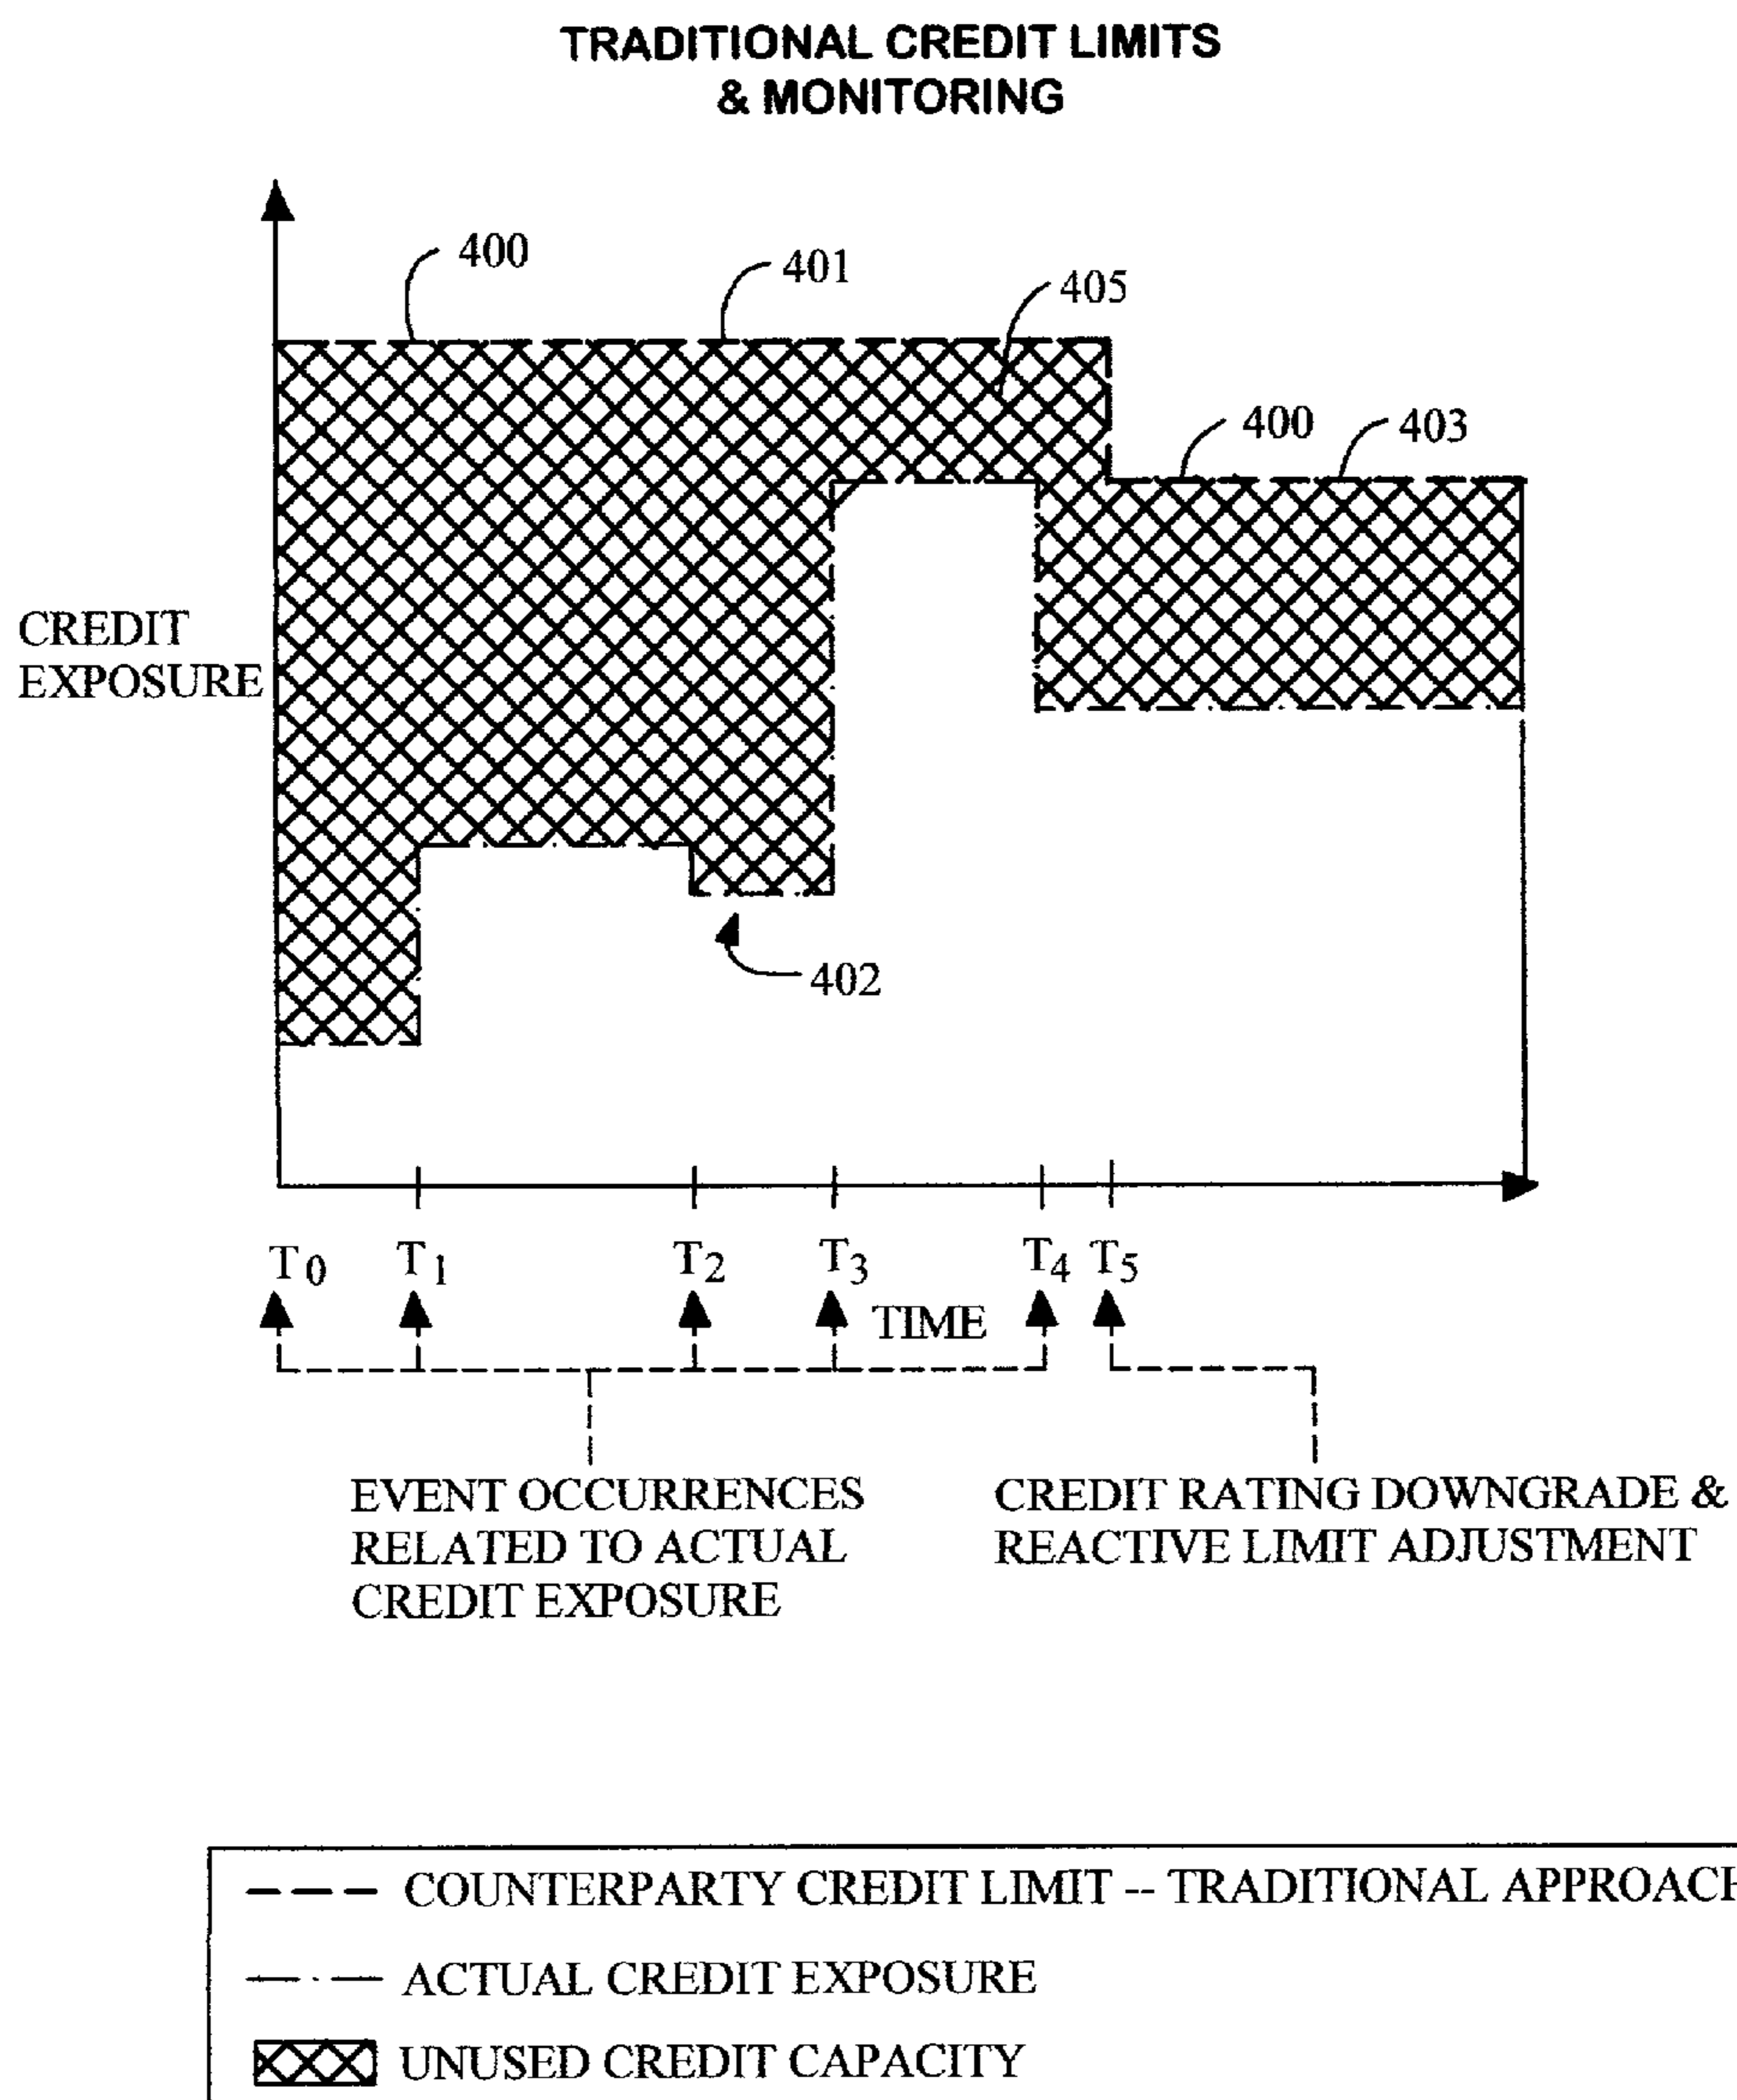 TRADITIONAL CREDIT LIMITS
& MONITORING
400
401
405
400
403
CREDIT
EXPOSURE
402
T0 T1 T2 T3 T4 T5
TIME
EVENT OCCURRENCES
RELATED TO ACTUAL
CREDIT EXPOSURE
CREDIT RATING DOWNGRADE &
REACTIVE LIMIT ADJUSTMENT
COUNTERPARTY CREDIT LIMIT -- TRADITIONAL APPROACH
ACTUAL CREDIT EXPOSURE
UNUSED CREDIT CAPACITY